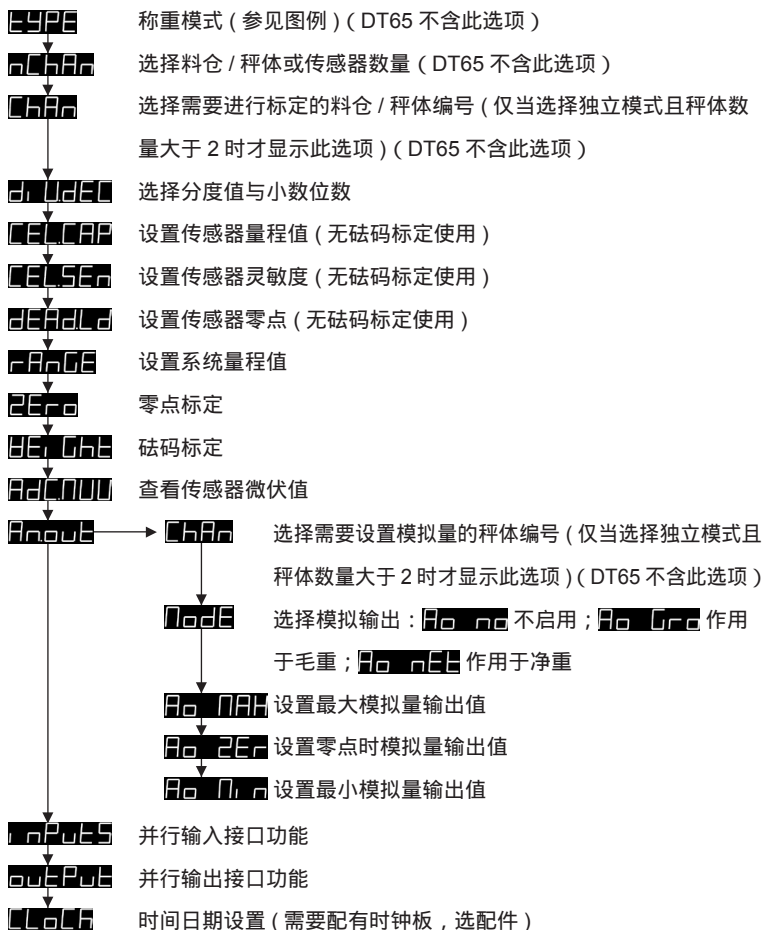 tYPE 称重模式 ( 参见图例 ) ( DT65 不含此选项 )
nChAn 选择料仓 / 秤体或传感器数量 ( DT65 不含此选项 )
ChAn 选择需要进行标定的料仓 / 秤体编号 ( 仅当选择独立模式且秤体数
量大于 2 时才显示此选项 ) ( DT65 不含此选项 )
diU.dEC 选择分度值与小数位数
CEL.CAP 设置传感器量程值 ( 无砝码标定使用 )
CEL.SEn 设置传感器灵敏度 ( 无砝码标定使用 )
dEAd.Ld 设置传感器零点 ( 无砝码标定使用 )
rAnGE 设置系统量程值
ZEro 零点标定
WEiGht 砝码标定
AdC.MUU 查看传感器微伏值
Anout ChAn 选择需要设置模拟量的秤体编号 ( 仅当选择独立模式且
秤体数量大于 2 时才显示此选项 ) ( DT65 不含此选项 )
ModE 选择模拟输出：Ao no 不启用；Ao Gro 作用
于毛重；Ao nEt 作用于净重
Ao MAX 设置最大模拟量输出值
Ao ZEr 设置零点时模拟量输出值
Ao Min 设置最小模拟量输出值
inPutS 并行输入接口功能
outPut 并行输出接口功能
CLoCk 时间日期设置 ( 需要配有时钟板，选配件 )